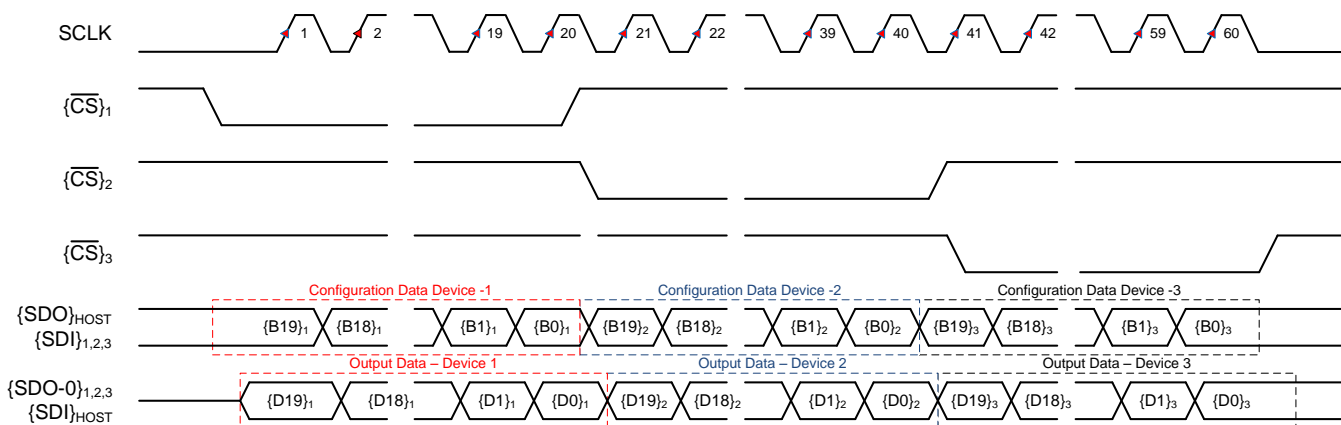 SCLK 1 2 19 20 21 22 39 40 41 42 59 60
{CS}1
{CS}2
{CS}3
Configuration Data Device -1 Configuration Data Device -2 Configuration Data Device -3
{SDO}HOST
{SDI}1,2,3
{B19}1 {B18}1 {B1}1 {B0}1 {B19}2 {B18}2 {B1}2 {B0}2 {B19}3 {B18}3 {B1}3 {B0}3
Output Data – Device 1 Output Data – Device 2 Output Data – Device 3
{SDO-0}1,2,3
{SDI}HOST
{D19}1 {D18}1 {D1}1 {D0}1 {D19}2 {D18}2 {D1}2 {D0}2 {D19}3 {D18}3 {D1}3 {D0}3